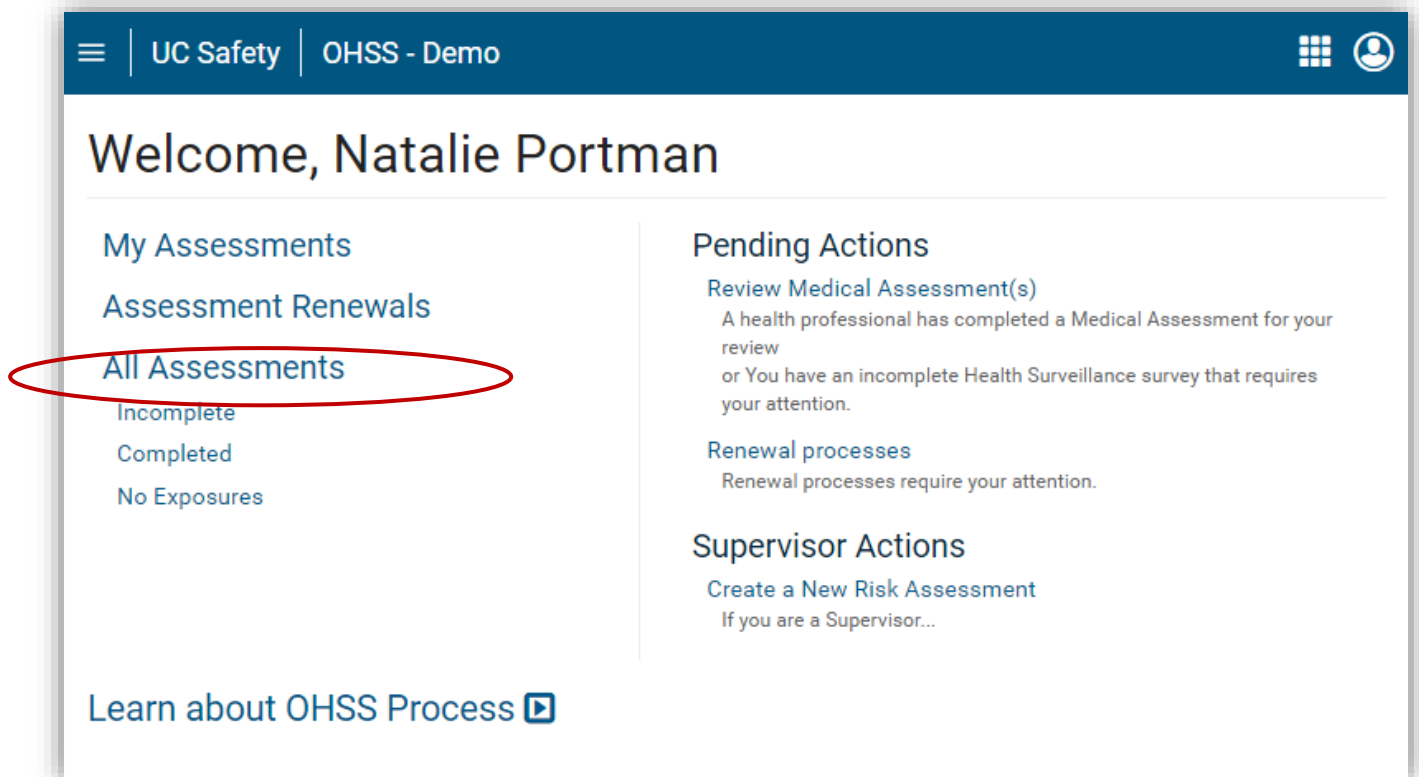 UC Safety OHSS - Demo
Welcome, Natalie Portman
My Assessments
Assessment Renewals
All Assessments
Incomplete
Completed
No Exposures
Pending Actions
Review Medical Assessment(s)
A health professional has completed a Medical Assessment for your
review
or You have an incomplete Health Surveillance survey that requires
your attention.
Renewal processes
Renewal processes require your attention.
Supervisor Actions
Create a New Risk Assessment
If you are a Supervisor...
Learn about OHSS Process